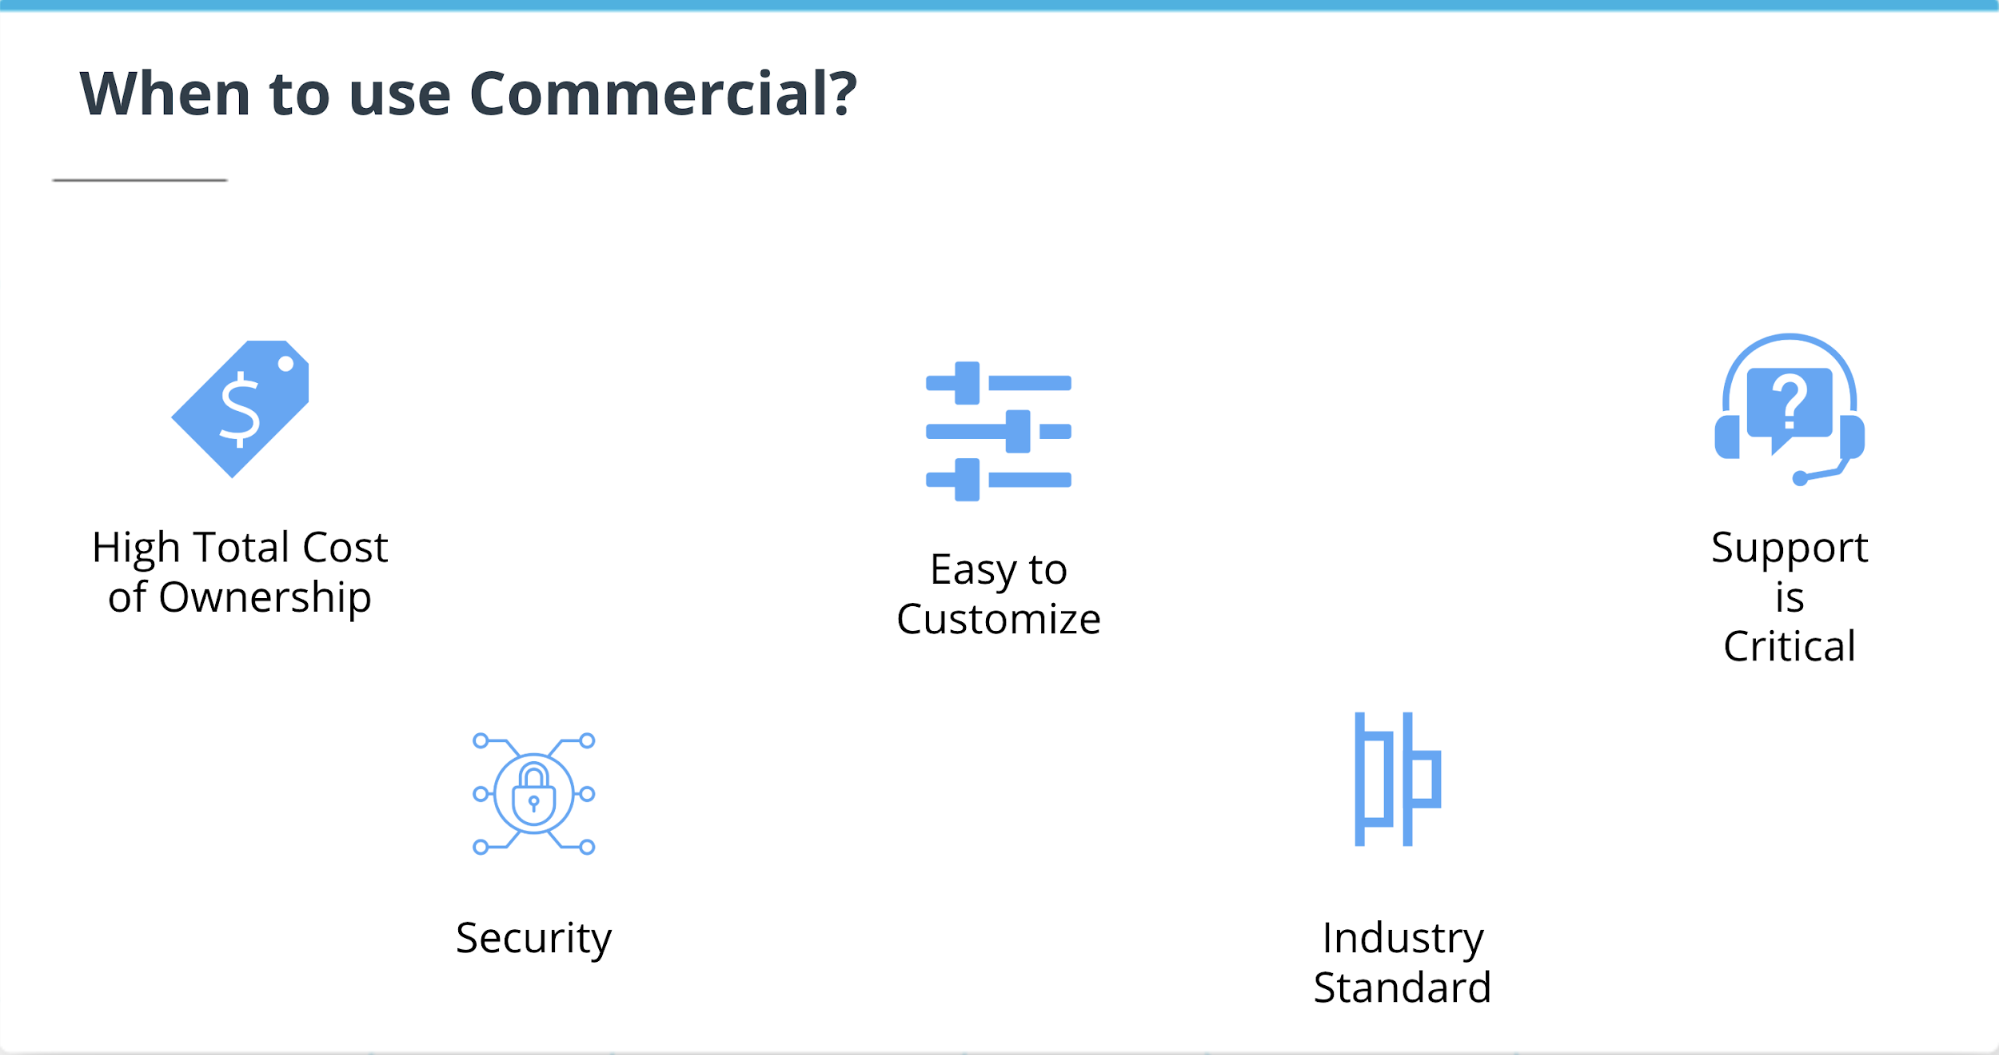 When to use Commercial?
High Total Cost
of Ownership
Easy to
Customize
Support
is
Critical
Security
Industry
Standard